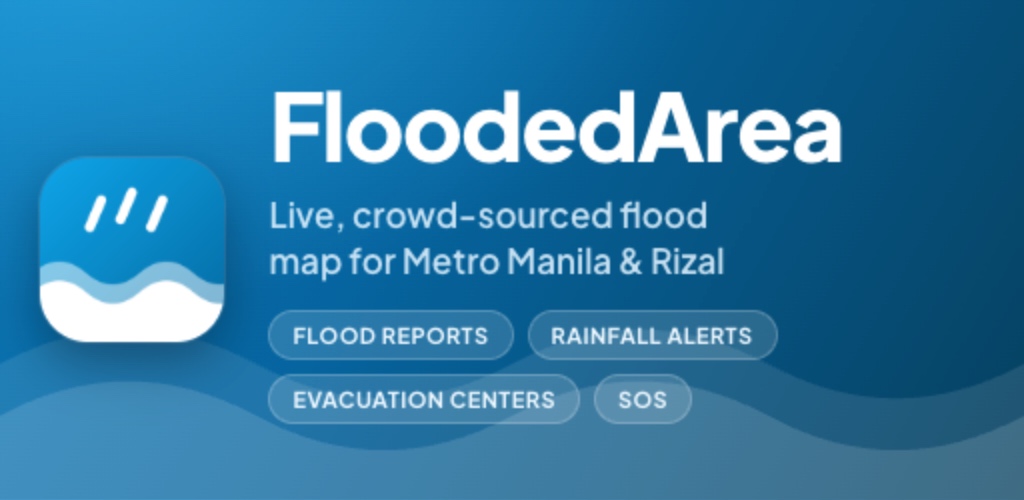 FloodedArea
Live, crowd-sourced flood
map for Metro Manila & Rizal
FLOOD REPORTS
RAINFALL ALERTS
EVACUATION CENTERS
SOS